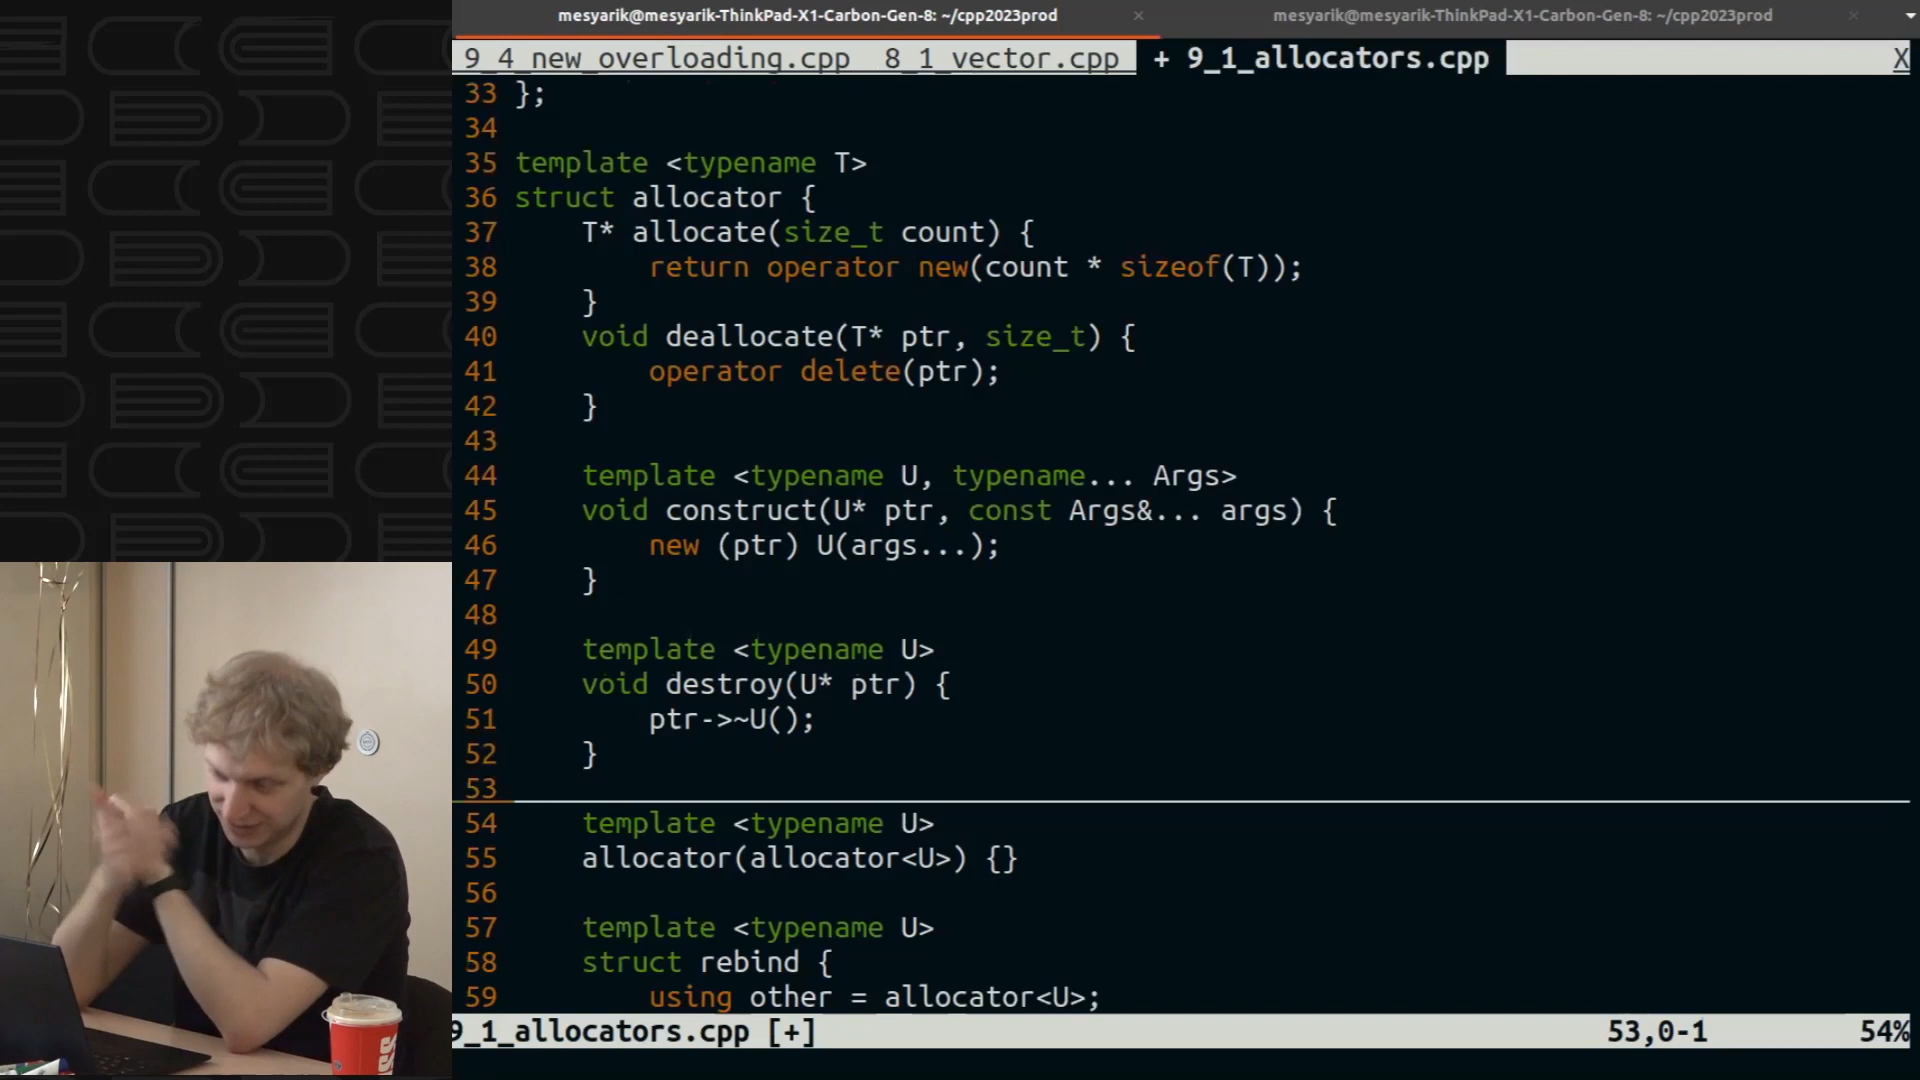 mesyarik@mesyarik-ThinkPad-X1-Carbon-Gen-8: ~/cpp2023prod × mesyarik@mesyarik-ThinkPad-X1-Carbon-Gen-8: ~/cpp2023prod ×
9_4_new_overloading.cpp 8_1_vector.cpp + 9_1_allocators.cpp X
33 };
34
35 template <typename T>
36 struct allocator {
37 T* allocate(size_t count) {
38 return operator new(count * sizeof(T));
39 }
40 void deallocate(T* ptr, size_t) {
41 operator delete(ptr);
42 }
43
44 template <typename U, typename... Args>
45 void construct(U* ptr, const Args&... args) {
46 new (ptr) U(args...);
47 }
48
49 template <typename U>
50 void destroy(U* ptr) {
51 ptr->~U();
52 }
53
54 template <typename U>
55 allocator(allocator<U>) {}
56
57 template <typename U>
58 struct rebind {
59 using other = allocator<U>;
9_1_allocators.cpp [+] 53,0-1 54%